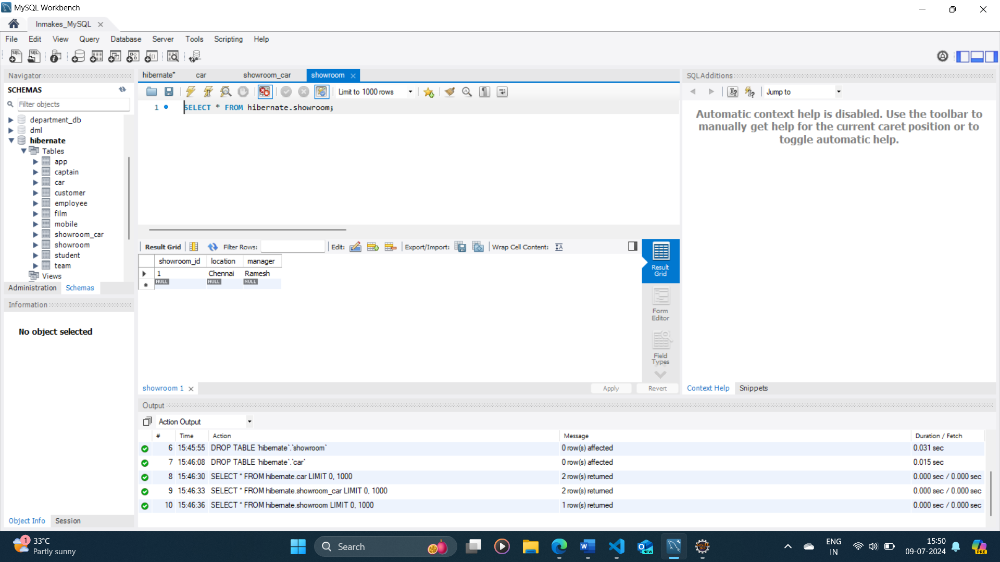 MySQL Workbench
Inmakes_MySQL
File Edit View Query Database Server Tools Scripting Help
Navigator
SCHEMAS
Filter objects
department_db
dml
hibernate
Tables
app
captain
car
customer
employee
film
mobile
showroom_car
showroom
student
team
Views
Administration Schemas
Information
No object selected
Object Info Session
hibernate* car showroom_car showroom
Limit to 1000 rows
1 SELECT * FROM hibernate.showroom;
Result Grid Filter Rows: Edit: Export/Import: Wrap Cell Content:
showroom_id location manager
1 Chennai Ramesh
NULL NULL NULL
Result Grid
Form Editor
Field Types
showroom 1
Apply Revert
SQLAdditions
Jump to
Automatic context help is disabled. Use the toolbar to
manually get help for the current caret position or to
toggle automatic help.
Context Help Snippets
Output
Action Output
# Time Action Message Duration / Fetch
6 15:45:55 DROP TABLE `hibernate`.`showroom` 0 row(s) affected 0.031 sec
7 15:46:08 DROP TABLE `hibernate`.`car` 0 row(s) affected 0.015 sec
8 15:46:30 SELECT * FROM hibernate.car LIMIT 0, 1000 2 row(s) returned 0.000 sec / 0.000 sec
9 15:46:33 SELECT * FROM hibernate.showroom_car LIMIT 0, 1000 2 row(s) returned 0.000 sec / 0.000 sec
10 15:46:36 SELECT * FROM hibernate.showroom LIMIT 0, 1000 1 row(s) returned 0.000 sec / 0.000 sec
1
33°C
Partly sunny
Search
NEW
ENG
IN
15:50
09-07-2024
PRE